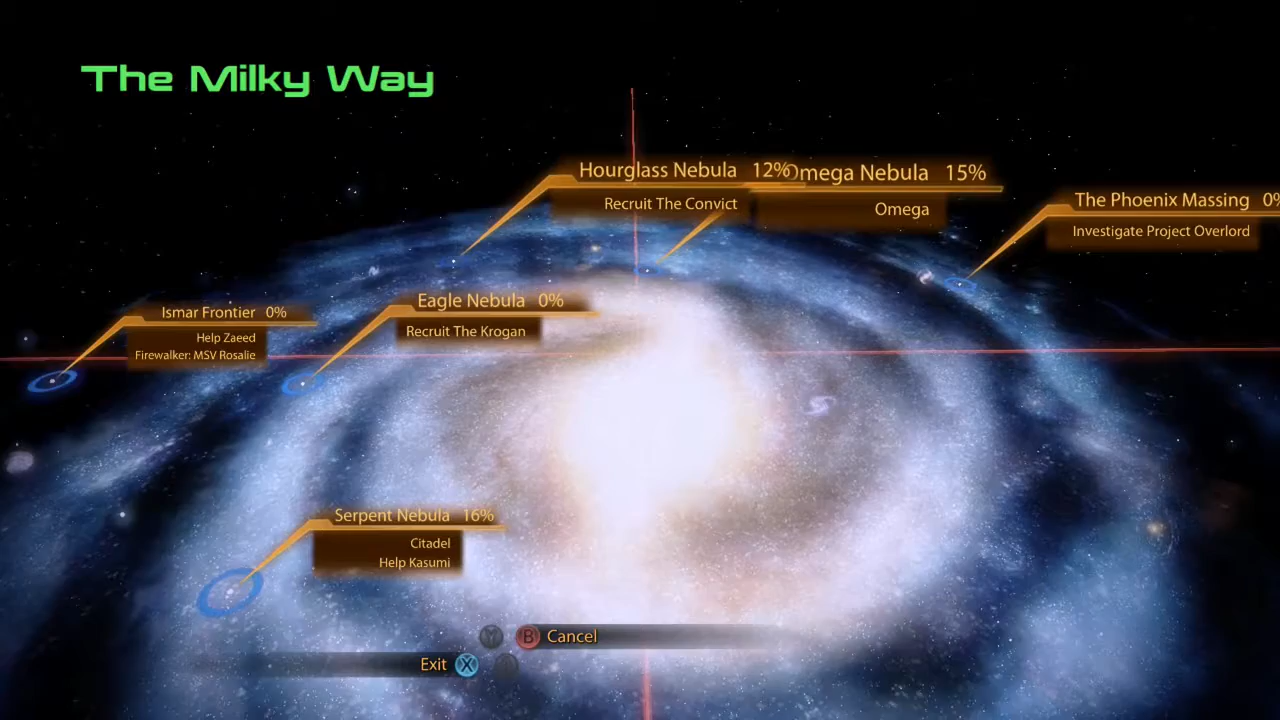 The Milky Way
Hourglass Nebula 12%
Recruit The Convict
Omega Nebula 15%
Omega
The Phoenix Massing 0%
Investigate Project Overlord
Ismar Frontier 0%
Help Zaeed
Firewalker: MSV Rosalie
Eagle Nebula 0%
Recruit The Krogan
Serpent Nebula 16%
Citadel
Help Kasumi
Y
B Cancel
Exit X